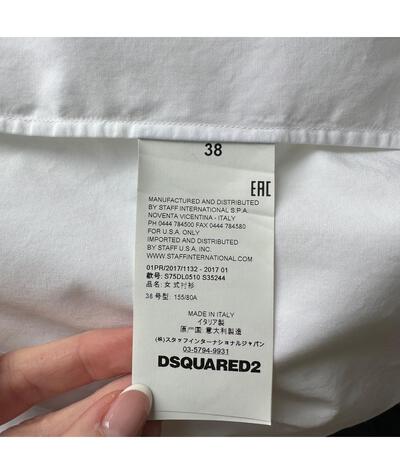 38
EAC
MANUFACTURED AND DISTRIBUTED
BY STAFF INTERNATIONAL S.P.A.
NOVENTA VICENTINA - ITALY
PH 0444 784500 FAX 0444 784580
FOR U.S.A. ONLY
IMPORTED AND DISTRIBUTED
BY STAFF U.S.A. INC.
WWW.STAFFINTERNATIONAL.COM
01PR/2017/1132 - 2017 01
款号: S75DL0510 S35244
品名: 女式衬衫
38 号型: 155/80A
MADE IN ITALY
イタリア製
原产国: 意大利製造
(株)スタッフインターナショナルジャパン
03-5794-9931
DSQUARED2